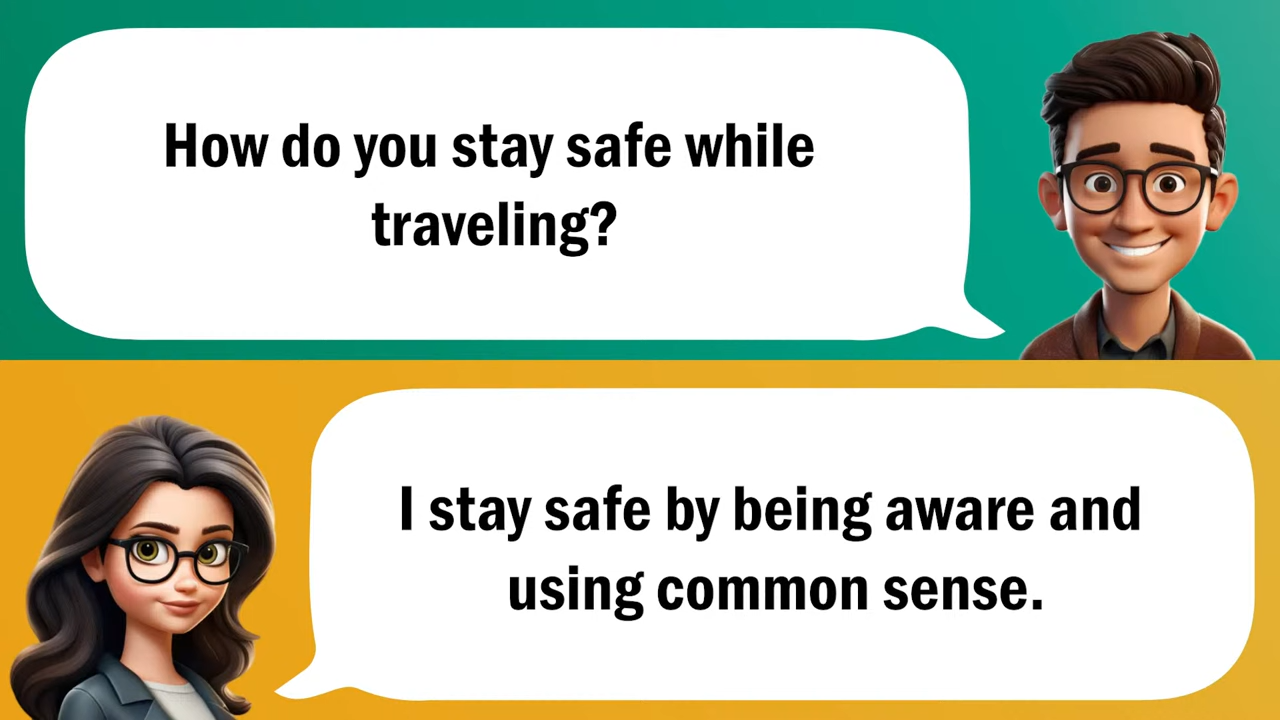 How do you stay safe while
traveling?
I stay safe by being aware and
using common sense.